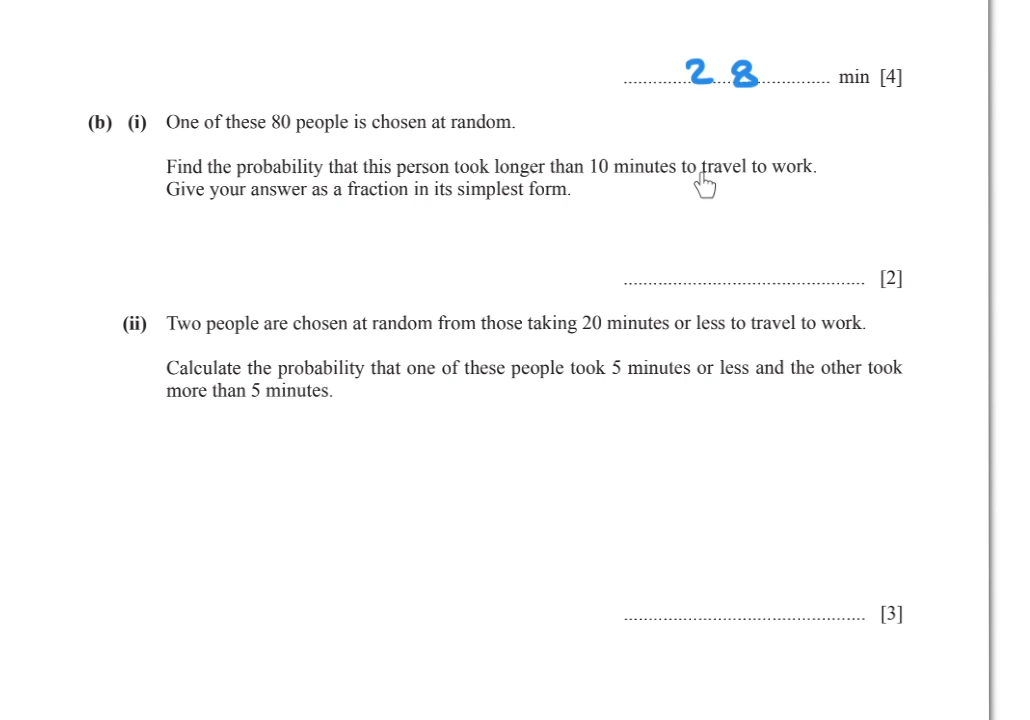 28 min [4]
(b) (i) One of these 80 people is chosen at random.
Find the probability that this person took longer than 10 minutes to travel to work.
Give your answer as a fraction in its simplest form.
[2]
(ii) Two people are chosen at random from those taking 20 minutes or less to travel to work.
Calculate the probability that one of these people took 5 minutes or less and the other took
more than 5 minutes.
[3]